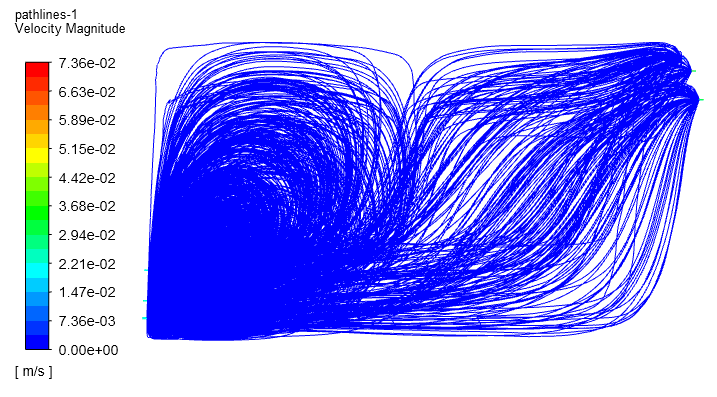 pathlines-1
Velocity Magnitude
7.36e-02
6.63e-02
5.89e-02
5.15e-02
4.42e-02
3.68e-02
2.94e-02
2.21e-02
1.47e-02
7.36e-03
0.00e+00
[ m/s ]